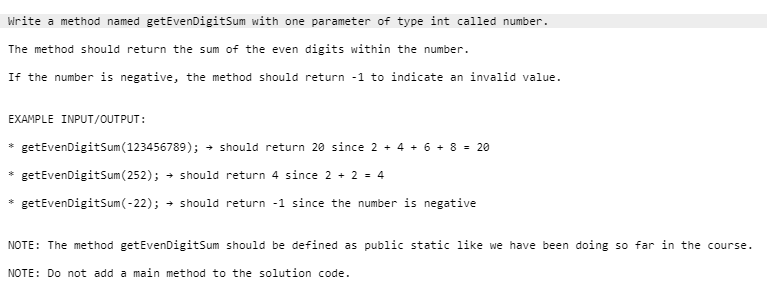 Write a method named getEvenDigitSum with one parameter of type int called number.
The method should return the sum of the even digits within the number.
If the number is negative, the method should return -1 to indicate an invalid value.
EXAMPLE INPUT/OUTPUT:
* getEvenDigitSum(123456789); → should return 20 since 2 + 4 + 6 + 8 = 20
* getEvenDigitSum(252); → should return 4 since 2 + 2 = 4
* getEvenDigitSum(-22); → should return -1 since the number is negative
NOTE: The method getEvenDigitSum should be defined as public static like we have been doing so far in the course.
NOTE: Do not add a main method to the solution code.